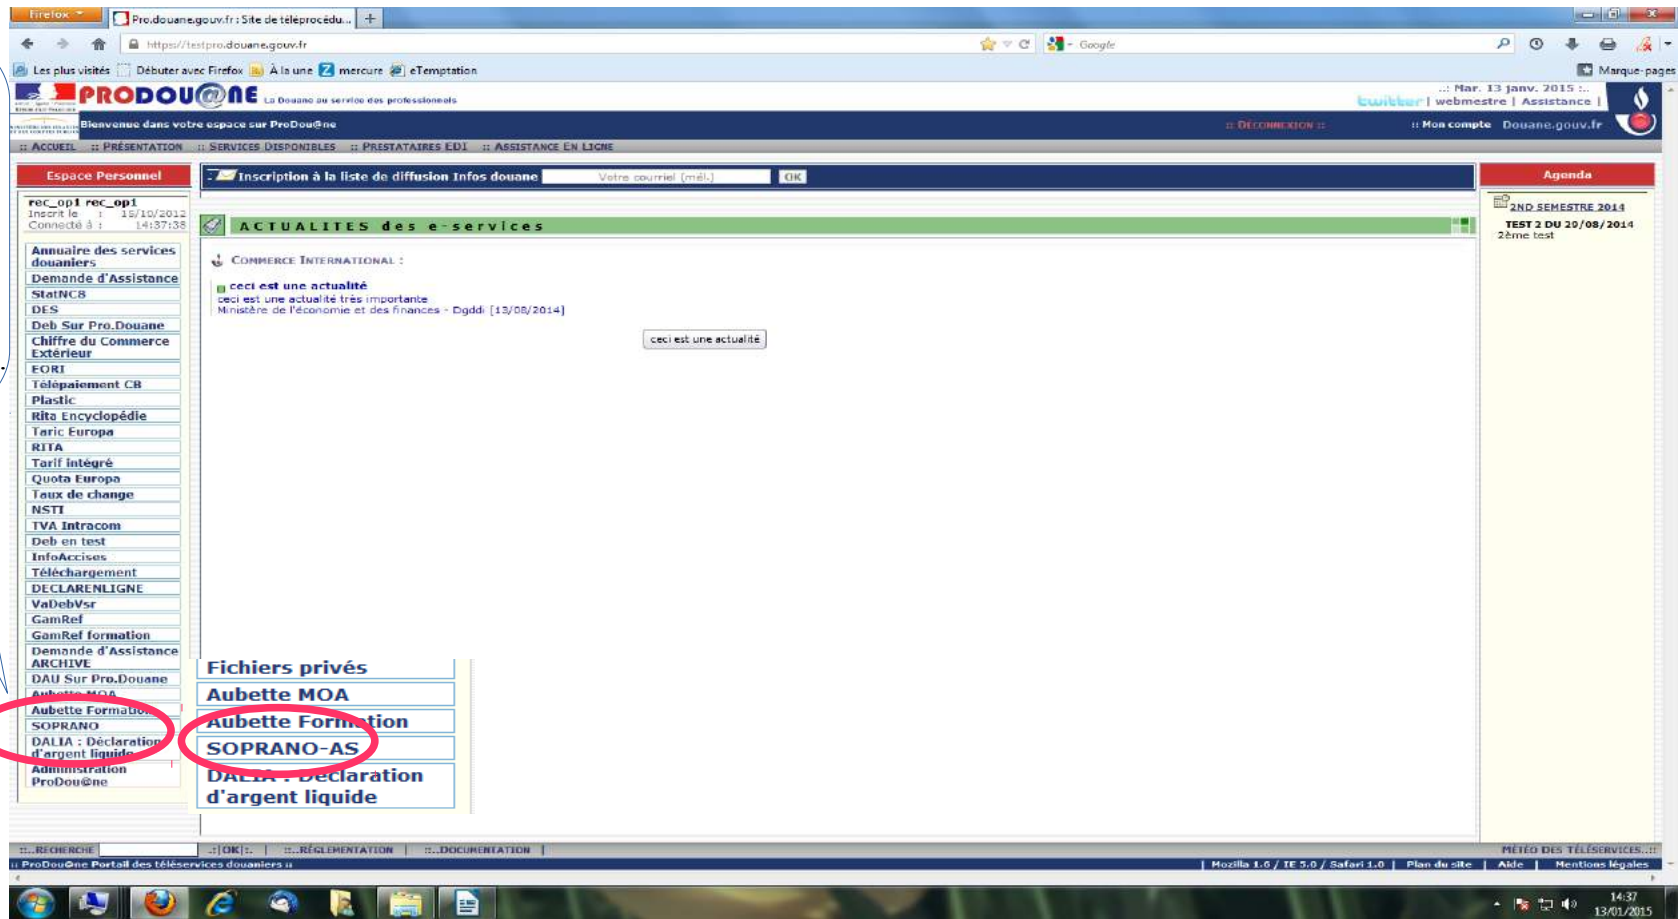 Firefox
Pro.douane.gouv.fr : Site de téléprocédu...
+
https://testpro.douane.gouv.fr
Google
Les plus visités
Débuter avec Firefox
À la une
mercure
eTemptation
Marque-pages
PRODOU@NE La Douane au service des professionnels
..: Mar. 13 janv. 2015 :..
twitter | webmestre | Assistance |
Bienvenue dans votre espace sur ProDou@ne
:: DÉCONNEXION ::
:: Mon compte Douane.gouv.fr
:: ACCUEIL :: PRÉSENTATION :: SERVICES DISPONIBLES :: PRESTATAIRES EDI :: ASSISTANCE EN LIGNE
Espace Personnel
Inscription à la liste de diffusion Infos douane
Votre courriel (mél.)
OK
Agenda
rec_op1 rec_op1
Inscrit le : 15/10/2012
Connecté à : 14:37:38
ACTUALITES des e-services
2ND SEMESTRE 2014
TEST 2 DU 20/08/2014
2ème test
COMMERCE INTERNATIONAL :
ceci est une actualité
ceci est une actualité très importante
Ministère de l'économie et des finances - Dgddi [13/08/2014]
ceci est une actualité
Annuaire des services
douaniers
Demande d'Assistance
StatNC8
DES
Deb Sur Pro.Douane
Chiffre du Commerce
Extérieur
EORI
Télépaiement CB
Plastic
Rita Encyclopédie
Taric Europa
RITA
Tarif intégré
Quota Europa
Taux de change
NSTI
TVA Intracom
Deb en test
InfoAccises
Téléchargement
DECLARENLIGNE
VaDebVsr
GamRef
GamRef formation
Demande d'Assistance
ARCHIVE
DAU Sur Pro.Douane
Aubette MOA
Aubette Formation
SOPRANO
DALIA : Déclaration
d'argent liquide
Administration
ProDou@ne
Fichiers privés
Aubette MOA
Aubette Formation
SOPRANO-AS
DALIA : Déclaration
d'argent liquide
::..RECHERCHE
.:|OK|:. | ::..RÉGLEMENTATION | ::..DOCUMENTATION |
MÉTÉO DES TÉLÉSERVICES..::
:: ProDou@ne Portail des téléservices douaniers ::
| Mozilla 1.6 / IE 5.0 / Safari 1.0 | Plan du site | Aide | Mentions légales
14:37
13/01/2015